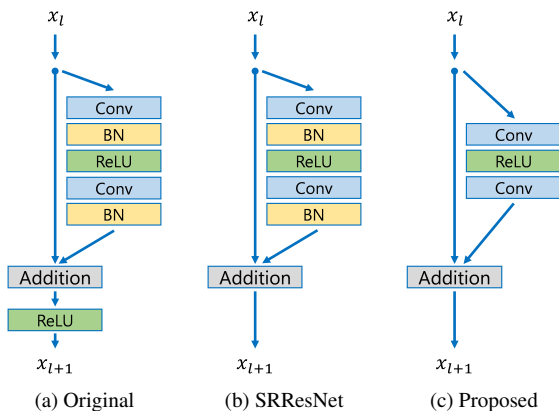 x_l
Conv
BN
ReLU
Conv
BN
Addition
ReLU
x_{l+1}
(a) Original
x_l
Conv
BN
ReLU
Conv
BN
Addition
x_{l+1}
(b) SRResNet
x_l
Conv
ReLU
Conv
Addition
x_{l+1}
(c) Proposed